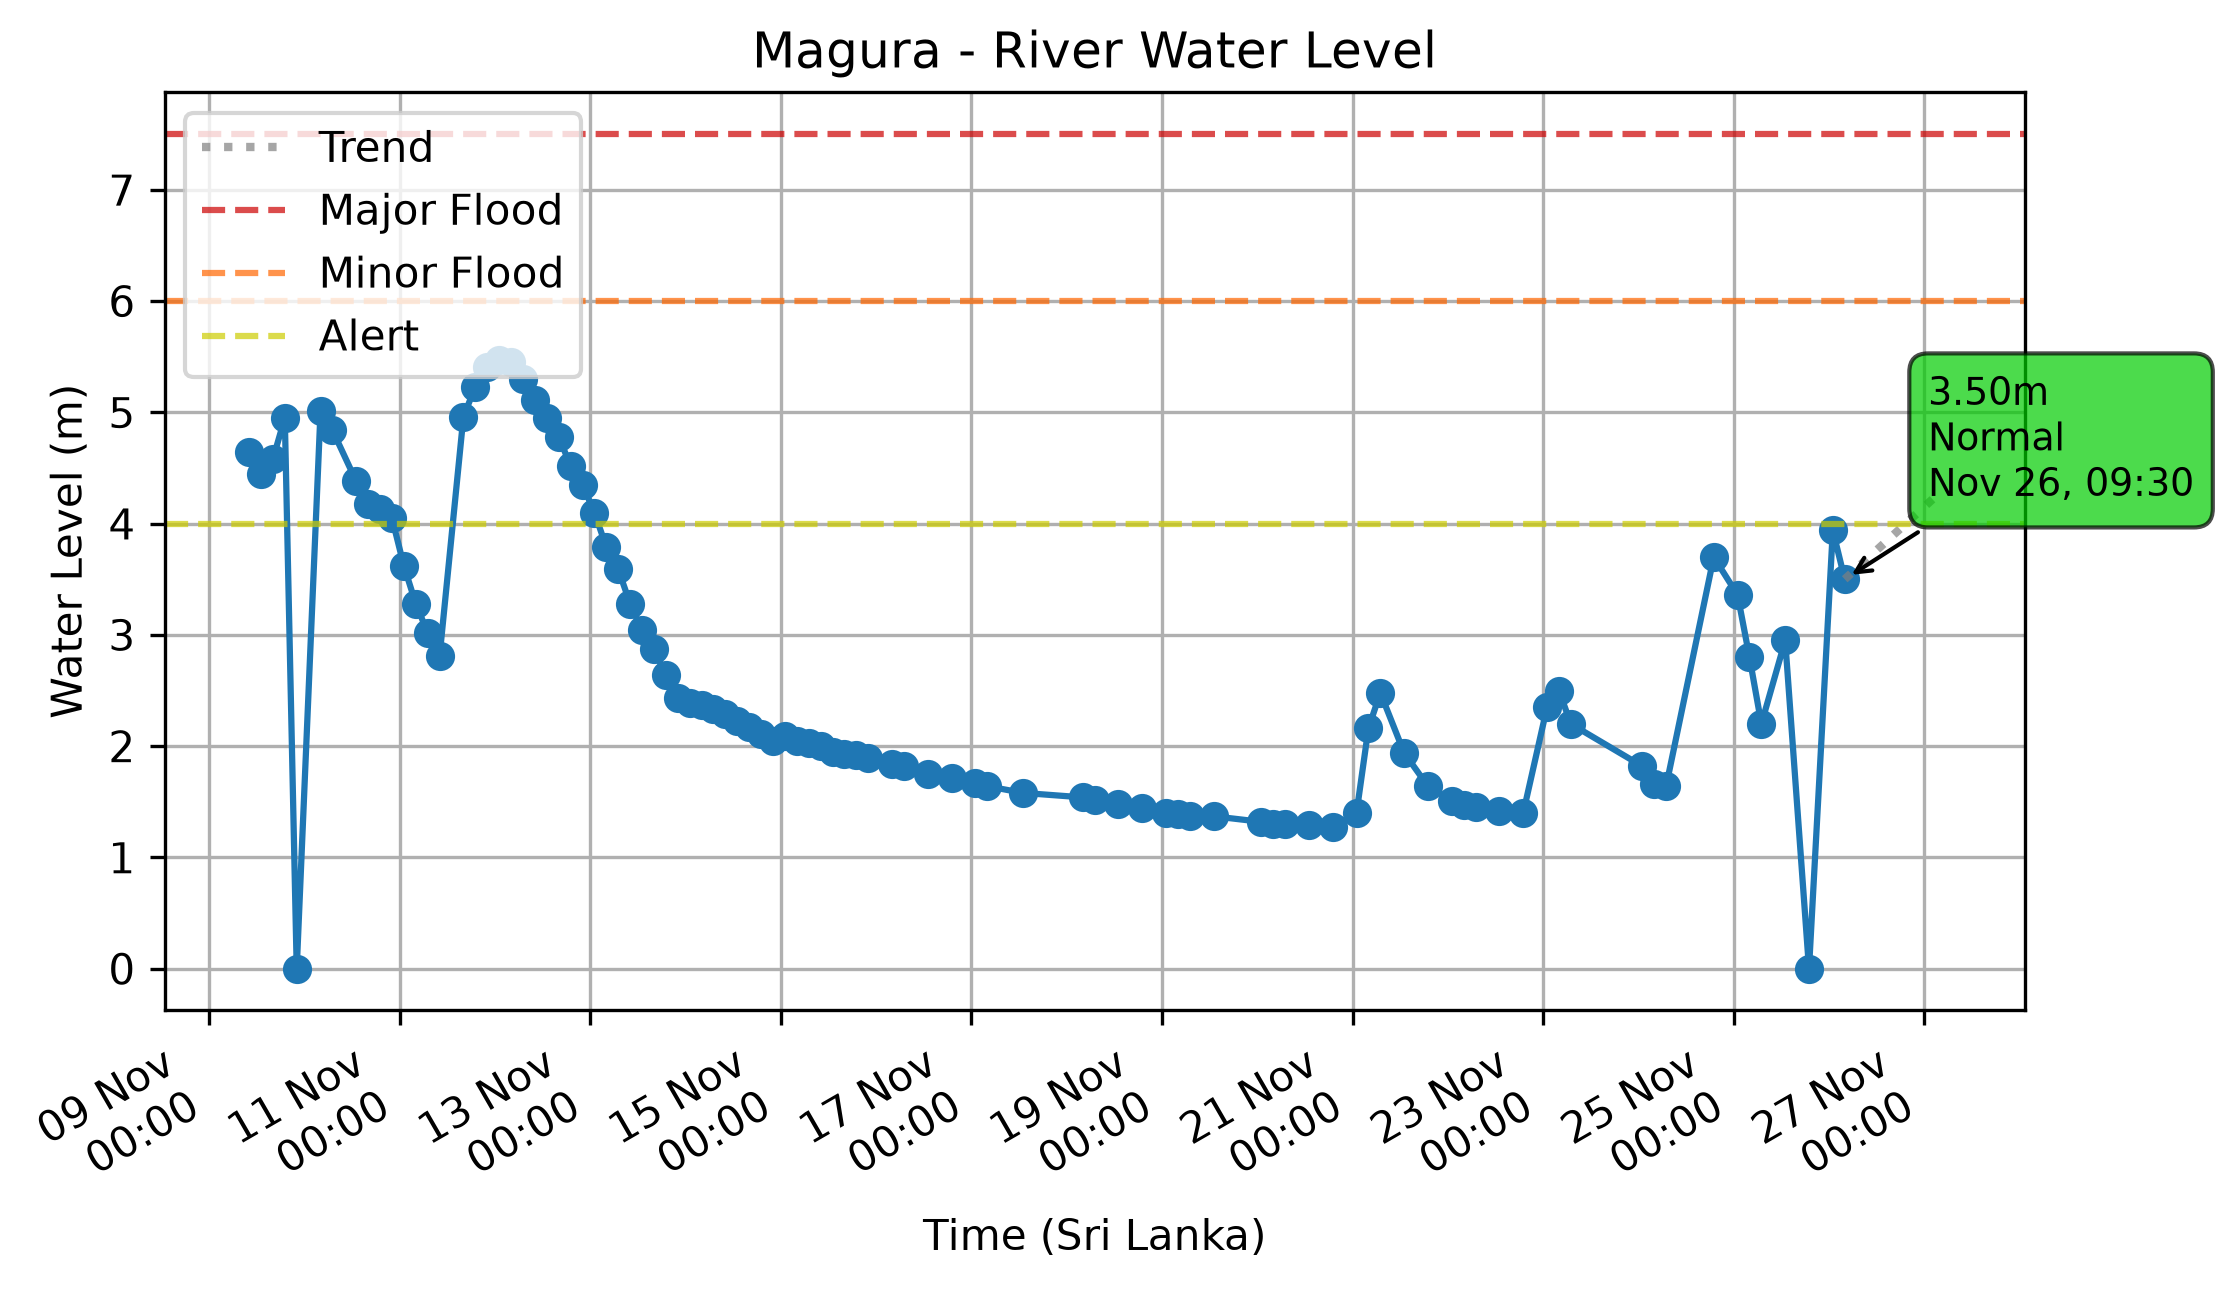 Magura - River Water Level
Trend
Major Flood
Minor Flood
Alert
7
6
5
4
3
2
1
0
Water Level (m)
3.50m
Normal
Nov 26, 09:30
09 Nov
00:00
11 Nov
00:00
13 Nov
00:00
15 Nov
00:00
17 Nov
00:00
19 Nov
00:00
21 Nov
00:00
23 Nov
00:00
25 Nov
00:00
27 Nov
00:00
Time (Sri Lanka)